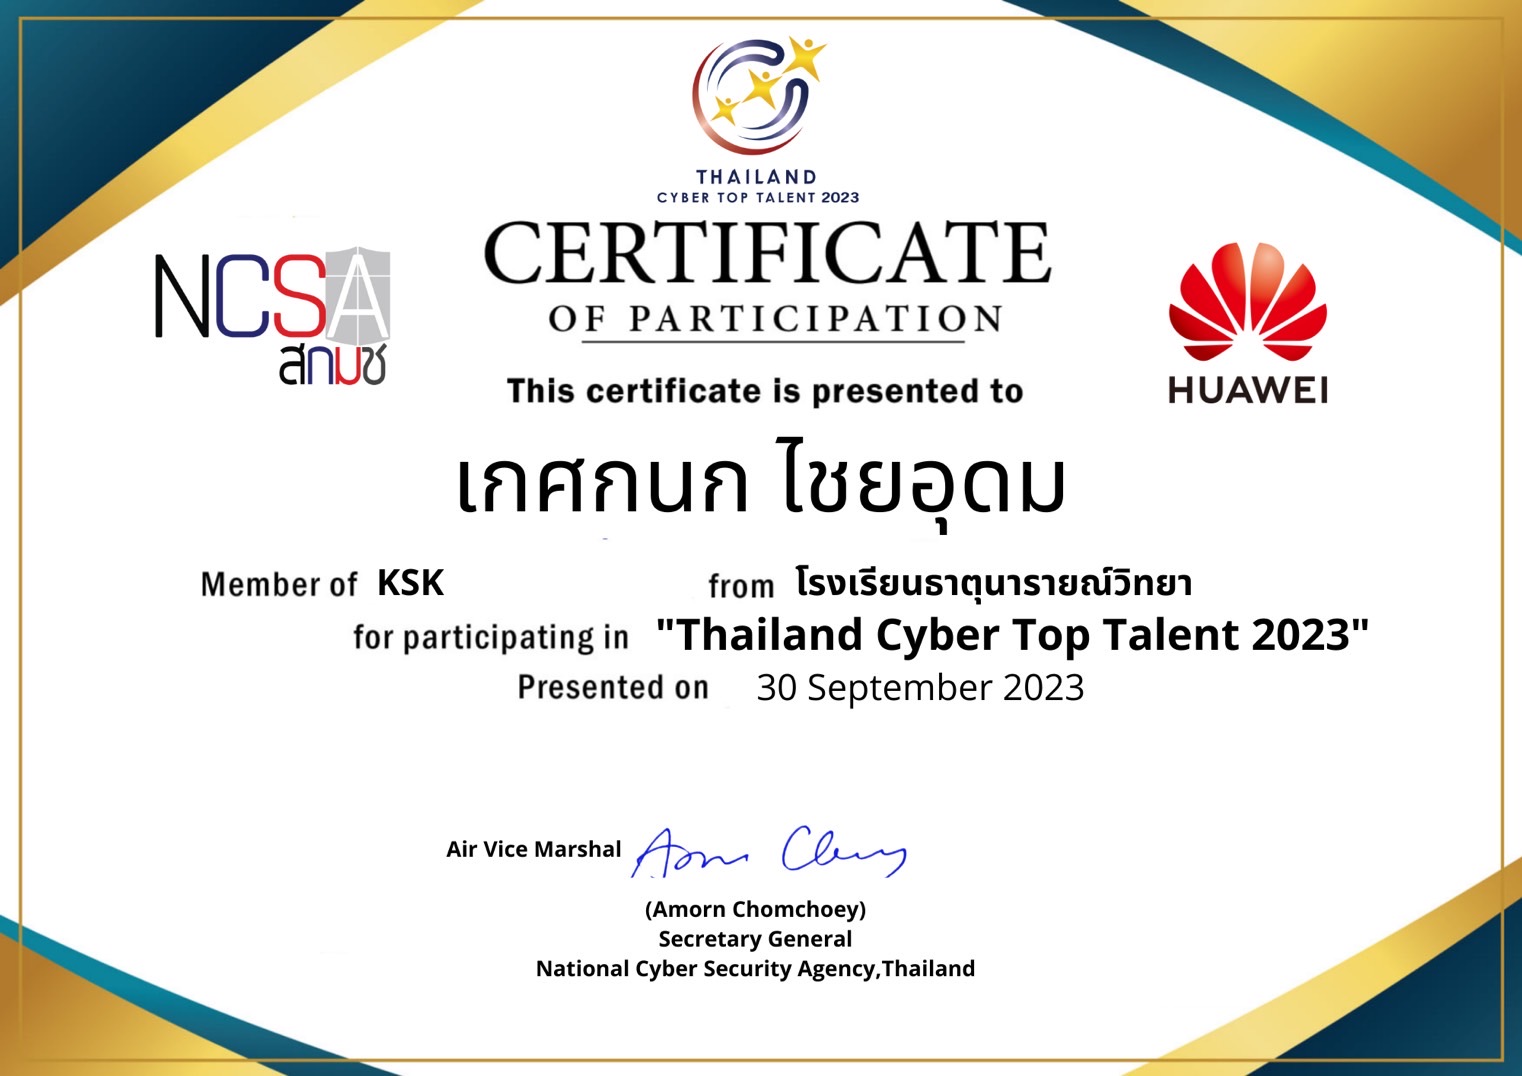 THAILAND
CYBER TOP TALENT 2023
NCSA
สกมช
CERTIFICATE
OF PARTICIPATION
HUAWEI
This certificate is presented to
เกศกนก ไชยอุดม
Member of KSK from โรงเรียนธาตุนารายณ์วิทยา
for participating in "Thailand Cyber Top Talent 2023"
Presented on 30 September 2023
Air Vice Marshal
(Amorn Chomchoey)
Secretary General
National Cyber Security Agency,Thailand